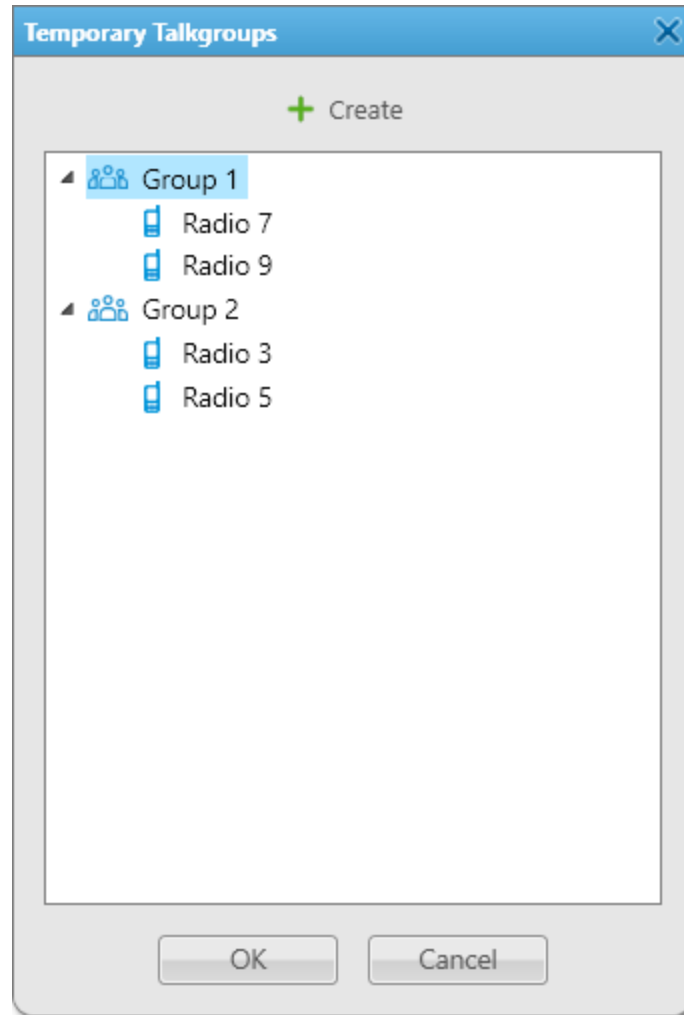 Temporary Talkgroups
Create
Group 1
Radio 7
Radio 9
Group 2
Radio 3
Radio 5
OK
Cancel